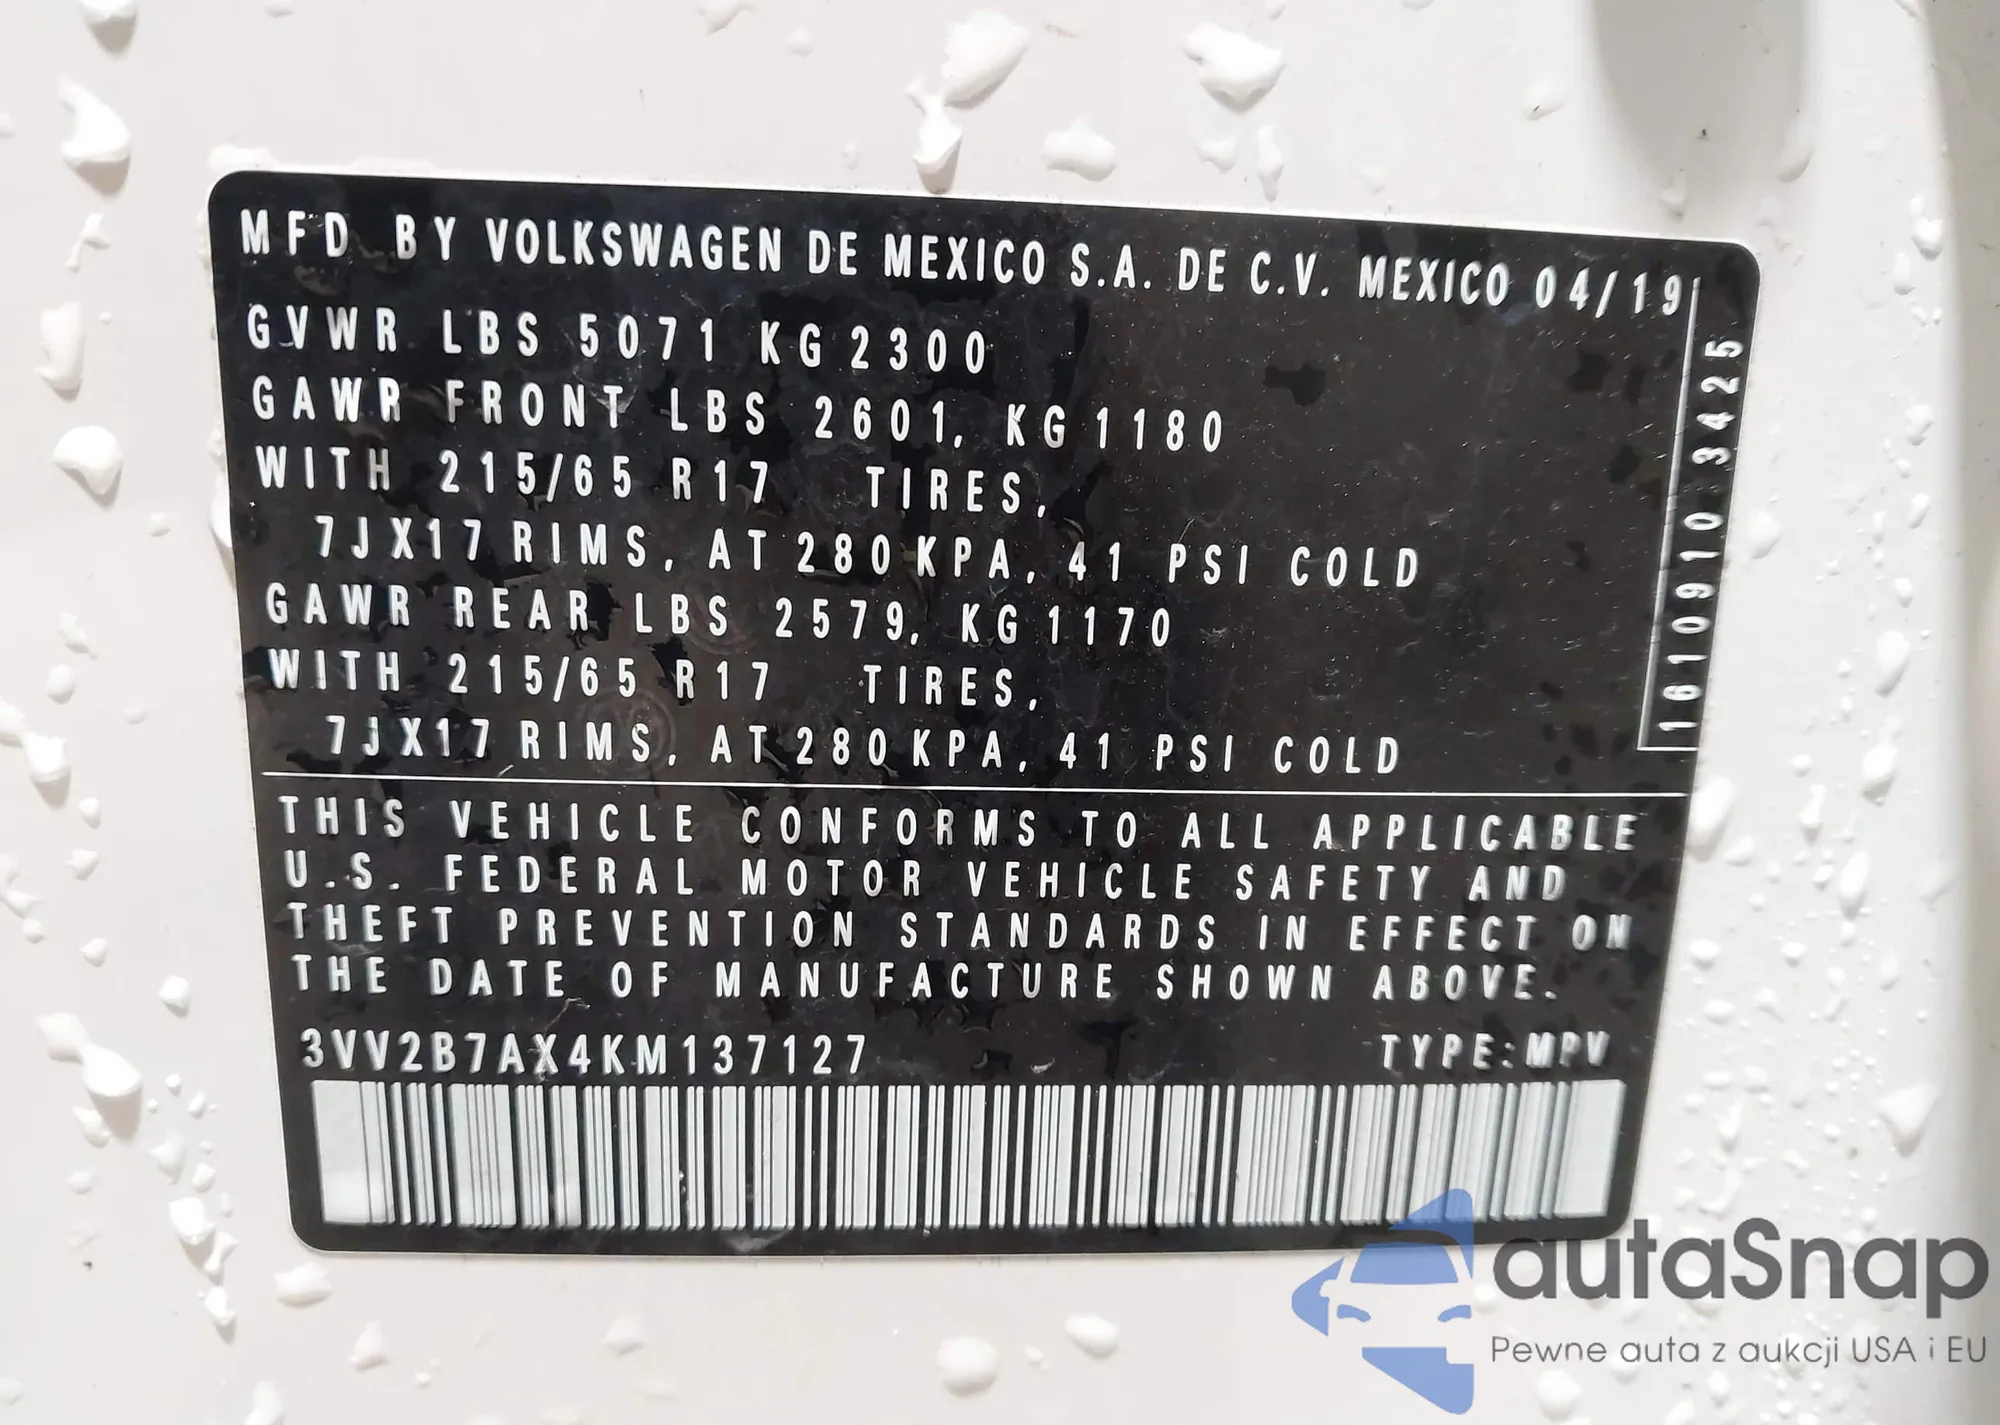 MFD BY VOLKSWAGEN DE MEXICO S.A. DE C.V. MEXICO 04/19
GVWR LBS 5071 KG 2300
GAWR FRONT LBS 2601, KG 1180
WITH 215/65 R17 TIRES,
7JX17 RIMS, AT 280 KPA, 41 PSI COLD
GAWR REAR LBS 2579, KG 1170
WITH 215/65 R17 TIRES,
7JX17 RIMS, AT 280 KPA, 41 PSI COLD
1610910 3425
THIS VEHICLE CONFORMS TO ALL APPLICABLE
U.S. FEDERAL MOTOR VEHICLE SAFETY AND
THEFT PREVENTION STANDARDS IN EFFECT ON
THE DATE OF MANUFACTURE SHOWN ABOVE.
3VV2B7AX4KM137127 TYPE: MPV
autaSnap
Pewne auta z aukcji USA i EU